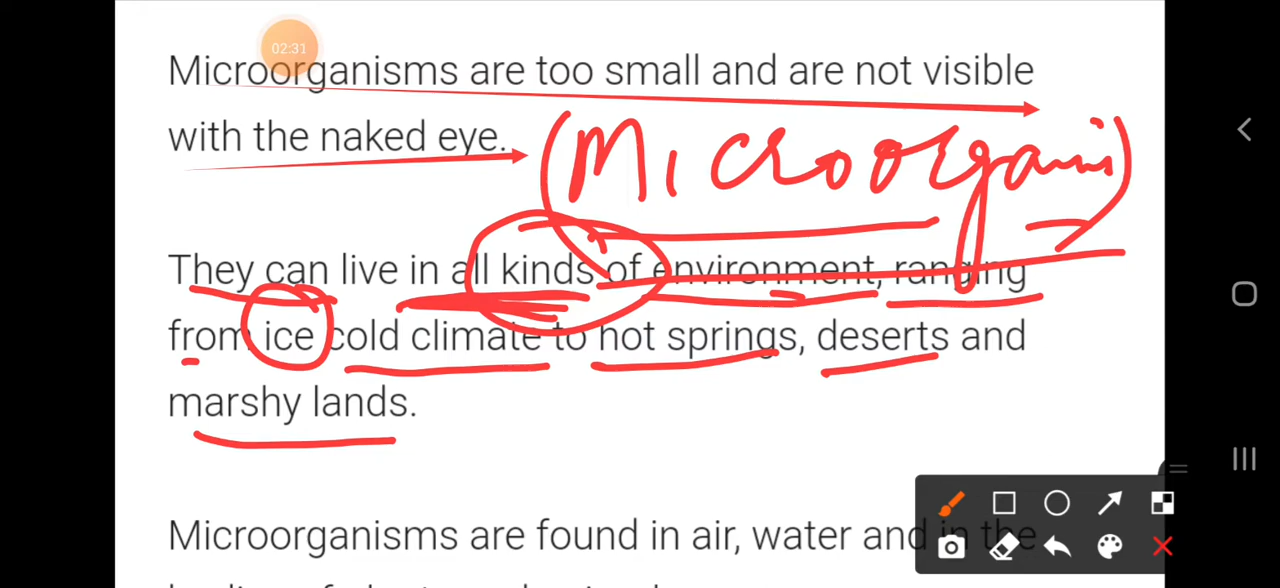 02:31
Microorganisms are too small and are not visible
with the naked eye.
(Microorganis)
They can live in all kinds of environment, ranging
from ice cold climate to hot springs, deserts and
marshy lands.
Microorganisms are found in air, water and in the